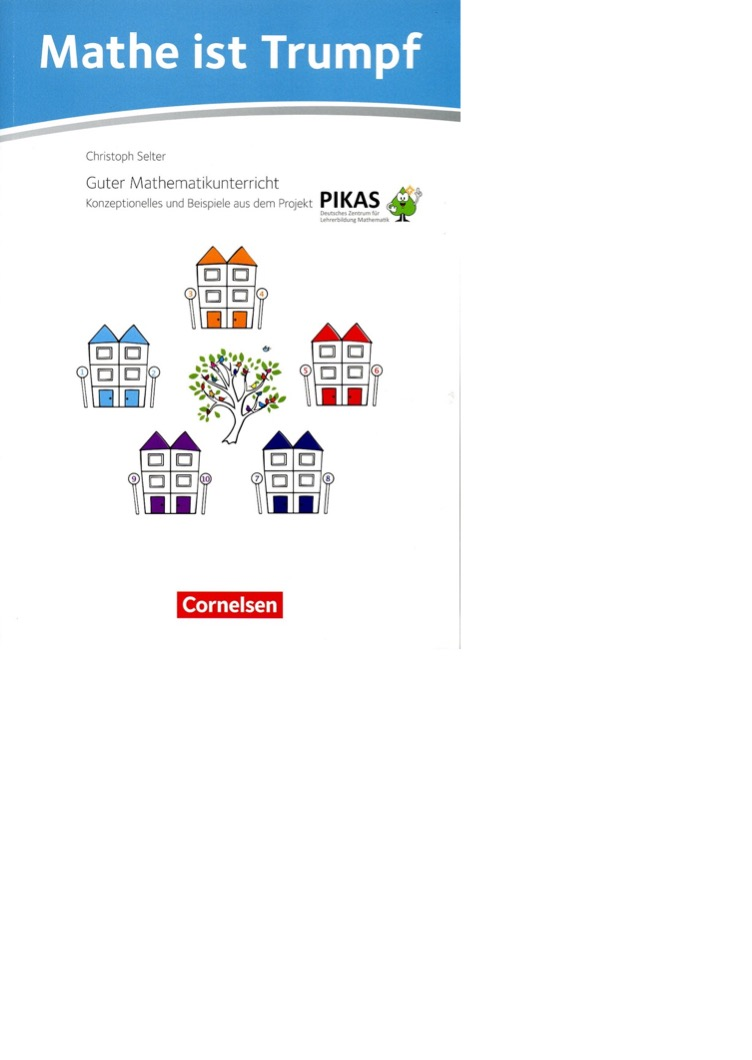 Mathe ist Trumpf
Christoph Selter
Guter Mathematikunterricht
Konzeptionelles und Beispiele aus dem Projekt PIKAS
Deutsches Zentrum für
Lehrerbildung Mathematik
3 4
1 2
5 6
9 10 7 8
Cornelsen